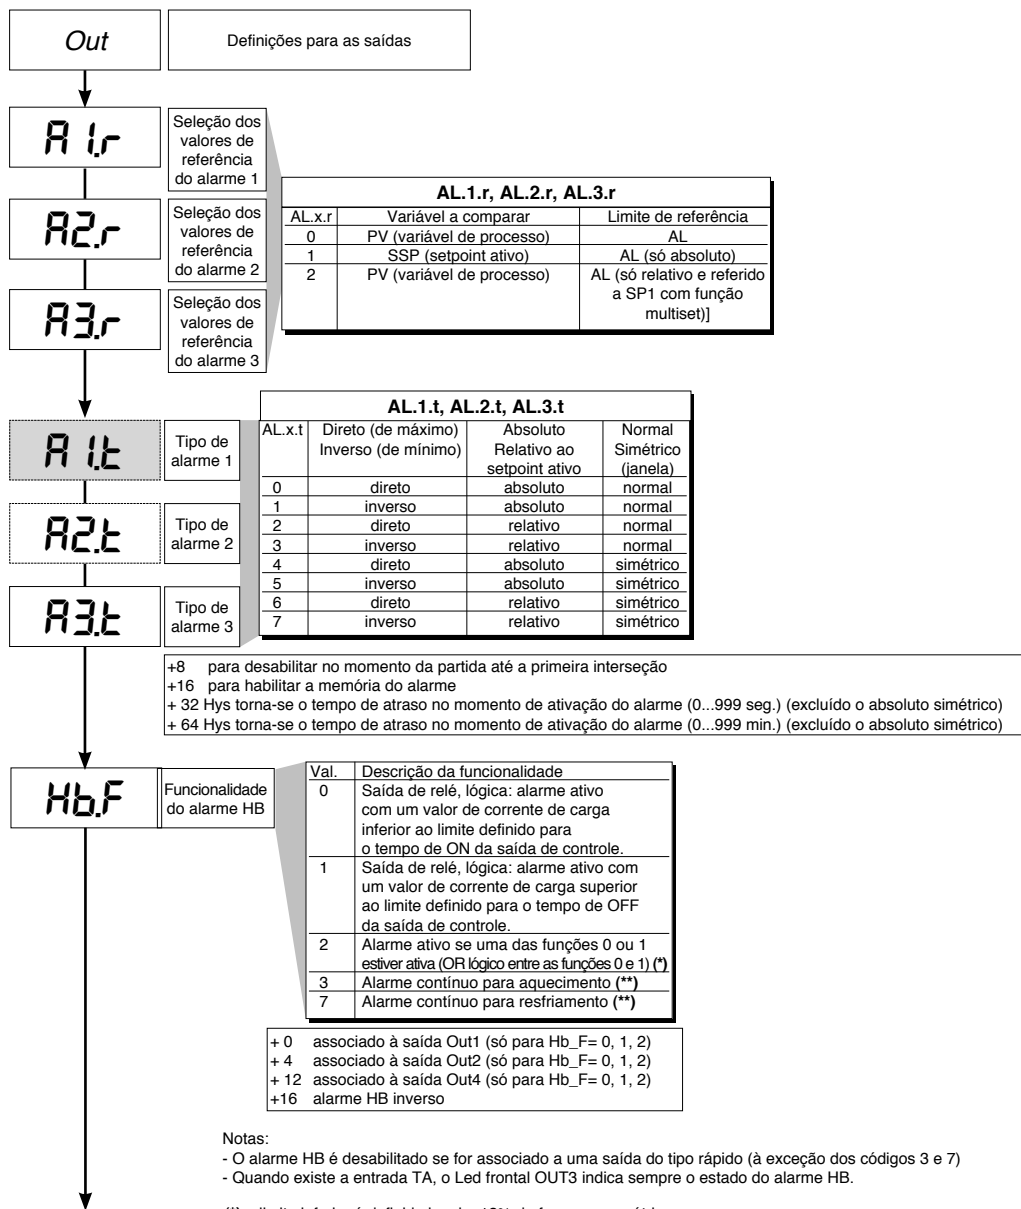 Out
Definições para as saídas
A1.r
Seleção dos
valores de
referência
do alarme 1
A2.r
Seleção dos
valores de
referência
do alarme 2
A3.r
Seleção dos
valores de
referência
do alarme 3
AL.1.r, AL.2.r, AL.3.r
AL.x.r Variável a comparar Limite de referência
0 PV (variável de processo) AL
1 SSP (setpoint ativo) AL (só absoluto)
2 PV (variável de processo) AL (só relativo e referido
a SP1 com função
multiset)]
A1.t
Tipo de
alarme 1
A2.t
Tipo de
alarme 2
A3.t
Tipo de
alarme 3
AL.1.t, AL.2.t, AL.3.t
AL.x.t Direto (de máximo) Absoluto Normal
Inverso (de mínimo) Relativo ao Simétrico
setpoint ativo (janela)
0 direto absoluto normal
1 inverso absoluto normal
2 direto relativo normal
3 inverso relativo normal
4 direto absoluto simétrico
5 inverso absoluto simétrico
6 direto relativo simétrico
7 inverso relativo simétrico
+8 para desabilitar no momento da partida até a primeira interseção
+16 para habilitar a memória do alarme
+ 32 Hys torna-se o tempo de atraso no momento de ativação do alarme (0...999 seg.) (excluído o absoluto simétrico)
+ 64 Hys torna-se o tempo de atraso no momento de ativação do alarme (0...999 min.) (excluído o absoluto simétrico)
Hb.F
Funcionalidade
do alarme HB
Val. Descrição da funcionalidade
0 Saída de relé, lógica: alarme ativo
com um valor de corrente de carga
inferior ao limite definido para
o tempo de ON da saída de controle.
1 Saída de relé, lógica: alarme ativo com
um valor de corrente de carga superior
ao limite definido para o tempo de OFF
da saída de controle.
2 Alarme ativo se uma das funções 0 ou 1
estiver ativa (OR lógico entre as funções 0 e 1) (*)
3 Alarme contínuo para aquecimento (**)
7 Alarme contínuo para resfriamento (**)
+ 0 associado à saída Out1 (só para Hb_F= 0, 1, 2)
+ 4 associado à saída Out2 (só para Hb_F= 0, 1, 2)
+ 12 associado à saída Out4 (só para Hb_F= 0, 1, 2)
+16 alarme HB inverso
Notas:
- O alarme HB é desabilitado se for associado a uma saída do tipo rápido (à exceção dos códigos 3 e 7)
- Quando existe a entrada TA, o Led frontal OUT3 indica sempre o estado do alarme HB.